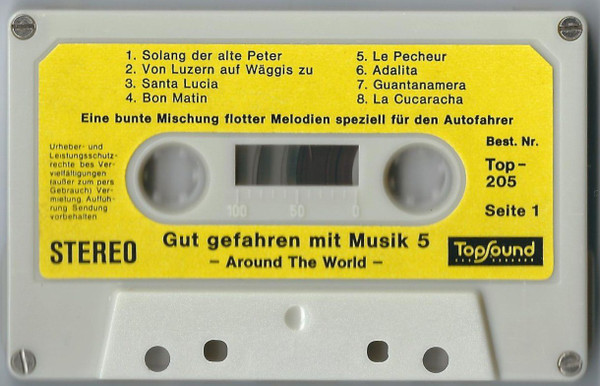 1. Solang der alte Peter
2. Von Luzern auf Wäggis zu
3. Santa Lucia
4. Bon Matin
5. Le Pecheur
6. Adalita
7. Guantanamera
8. La Cucaracha
Eine bunte Mischung flotter Melodien speziell für den Autofahrer
Urheber- und
Leistungsschutz-
rechte des Ver-
vielfältigungen
(außer zum pers
Gebrauch) Ver-
mietung Auffüh-
rung Sendung
vorbehalten
Best. Nr.
Top-
205
Seite 1
100 50 0
STEREO
Gut gefahren mit Musik 5
- Around The World -
TopSound